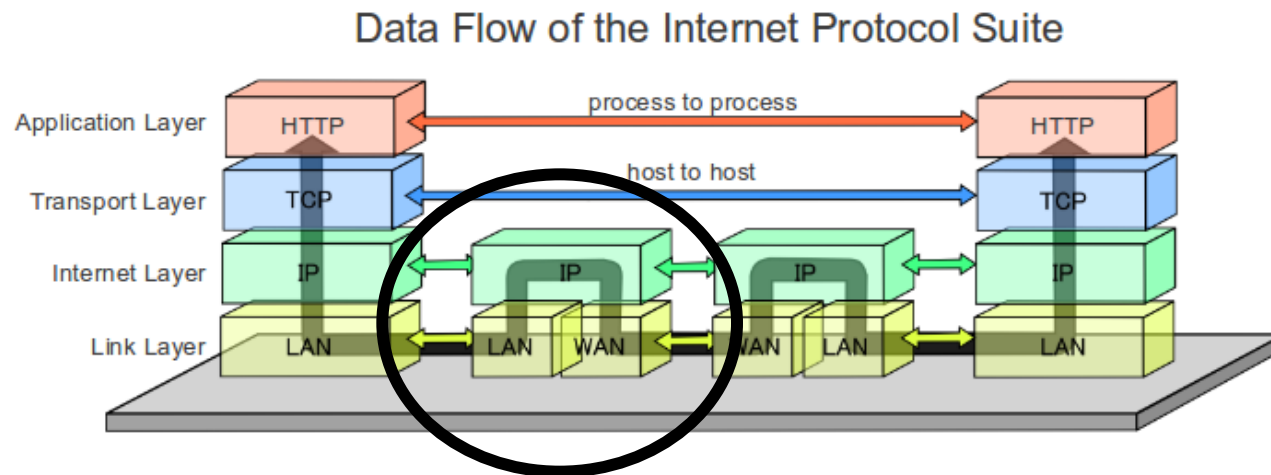 Data Flow of the Internet Protocol Suite
Application Layer HTTP process to process HTTP
Transport Layer TCP host to host TCP
Internet Layer IP IP IP IP
Link Layer LAN LAN WAN WAN LAN LAN